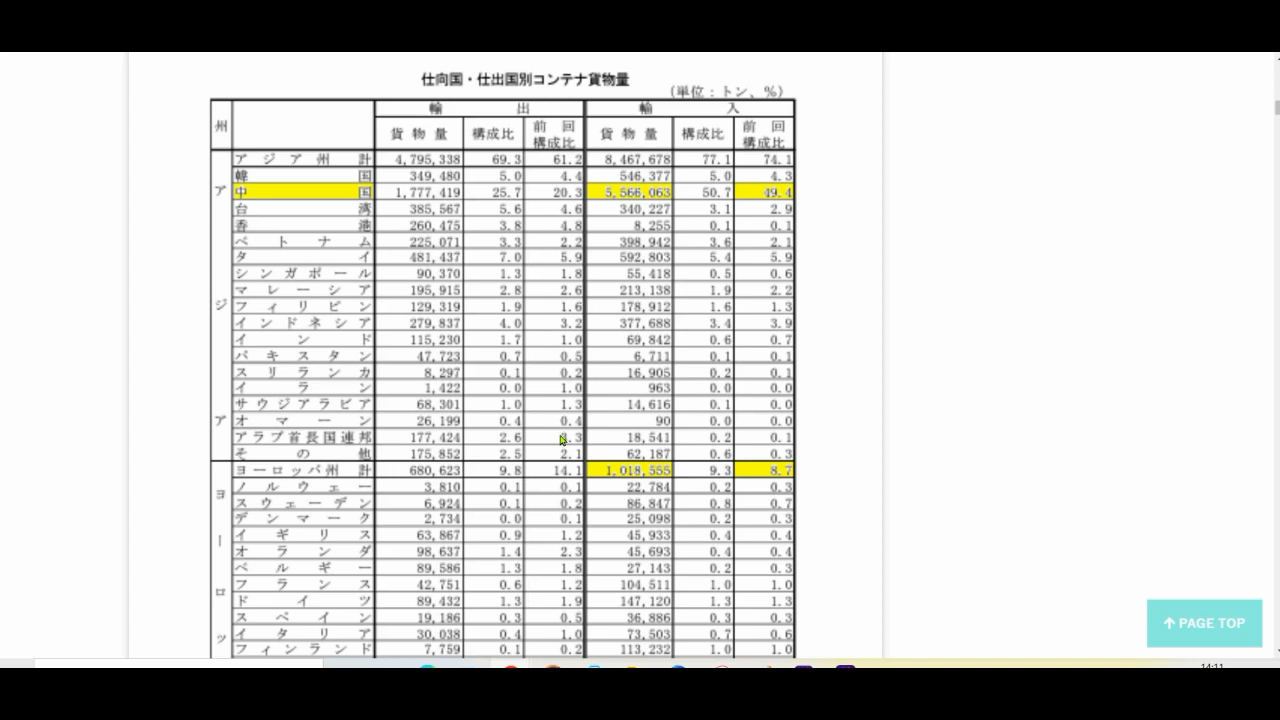 仕向国・仕出国別コンテナ貨物量
(単位:トン、%)
州 輸出 輸入
貨物量 構成比 前回構成比 貨物量 構成比 前回構成比
アジア州計 4,795,338 69.3 61.2 8,467,678 77.1 74.1
韓国 349,480 5.0 4.4 546,377 5.0 4.3
中国 1,777,419 25.7 20.3 5,566,063 50.7 49.4
台湾 385,567 5.6 4.6 340,227 3.1 2.9
香港 260,475 3.8 4.8 8,255 0.1 0.1
ベトナム 225,071 3.3 2.2 398,942 3.6 2.1
タイ 481,437 7.0 5.9 592,803 5.4 5.9
シンガポール 90,370 1.3 1.8 55,418 0.5 0.6
マレーシア 195,915 2.8 2.6 213,138 1.9 2.2
フィリピン 129,319 1.9 1.6 178,912 1.6 1.3
インドネシア 279,837 4.0 3.2 377,688 3.4 3.9
インド 115,230 1.7 1.0 69,842 0.6 0.7
パキスタン 47,723 0.7 0.5 6,711 0.1 0.1
スリランカ 8,297 0.1 0.2 16,905 0.2 0.1
イラン 1,422 0.0 1.0 963 0.0 0.0
サウジアラビア 68,301 1.0 1.3 14,616 0.1 0.0
オマーン 26,199 0.4 0.4 90 0.0 0.0
アラブ首長国連邦 177,424 2.6 18,541 0.2 0.1
その他 175,852 2.5 2.1 62,187 0.6 0.3
ヨーロッパ州計 680,623 9.8 14.1 1,018,555 9.3 8.7
ノルウェー 3,810 0.1 0.1 22,784 0.2 0.3
スウェーデン 6,924 0.1 0.2 86,847 0.8 0.7
デンマーク 2,734 0.0 0.1 25,098 0.2 0.3
イギリス 63,867 0.9 1.2 45,933 0.4 0.4
オランダ 98,637 1.4 2.3 45,693 0.4 0.4
ベルギー 89,586 1.3 1.8 27,143 0.2 0.3
フランス 42,751 0.6 1.2 104,511 1.0 1.0
ドイツ 89,432 1.3 1.9 147,120 1.3 1.3
スペイン 19,186 0.3 0.5 36,886 0.3 0.3
イタリア 30,038 0.4 1.0 73,503 0.7 0.6
フィンランド 7,759 0.1 0.2 113,232 1.0 1.0
アジア
ヨーロッ
↑ PAGE TOP